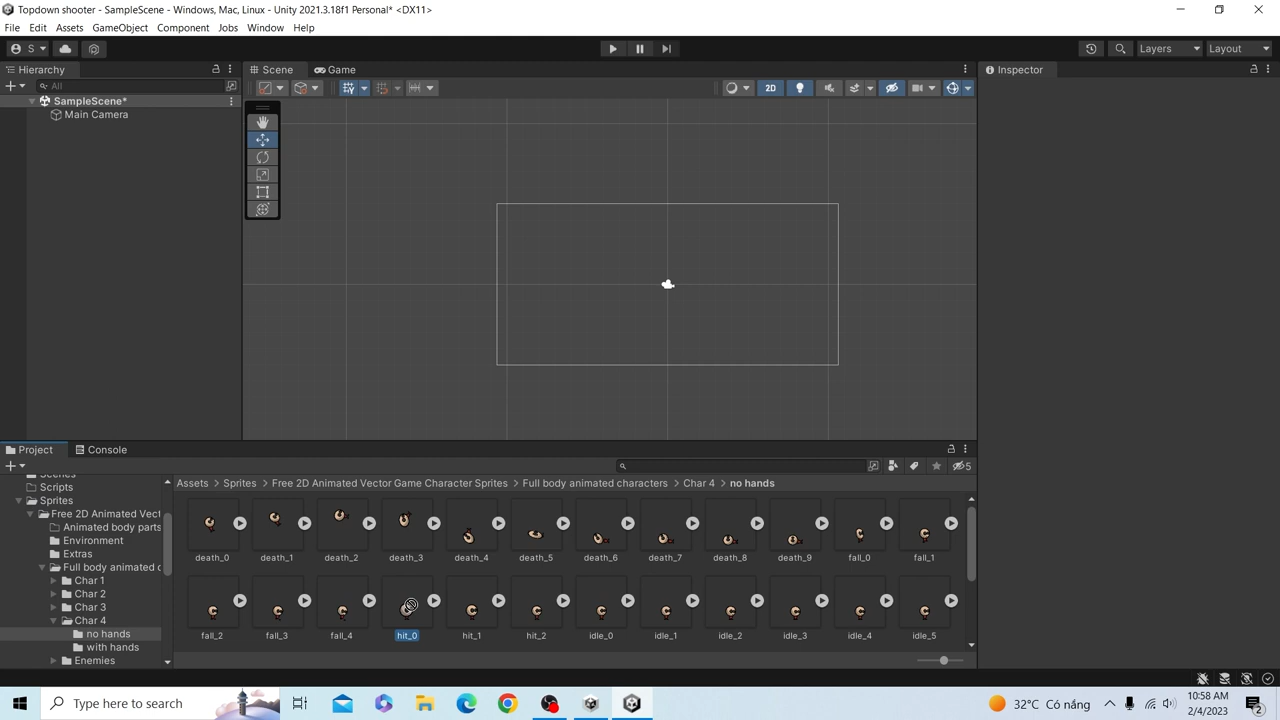 Topdown shooter - SampleScene - Windows, Mac, Linux - Unity 2021.3.18f1 Personal* <DX11>
File Edit Assets GameObject Component Jobs Window Help
S Layers Layout
Hierarchy Scene Game Inspector
All
2D
SampleScene*
Main Camera
Project Console
5
Assets > Sprites > Free 2D Animated Vector Game Character Sprites > Full body animated characters > Char 4 > no hands
Scenes
Scripts
Sprites
Free 2D Animated Vect
Animated body parts
Environment
Extras
Full body animated c
Char 1
Char 2
Char 3
Char 4
no hands
with hands
Enemies
death_0 death_1 death_2 death_3 death_4 death_5 death_6 death_7 death_8 death_9 fall_0 fall_1
fall_2 fall_3 fall_4 hit_0 hit_1 hit_2 idle_0 idle_1 idle_2 idle_3 idle_4 idle_5
Type here to search
32°C Có nắng
10:58 AM
2/4/2023
2